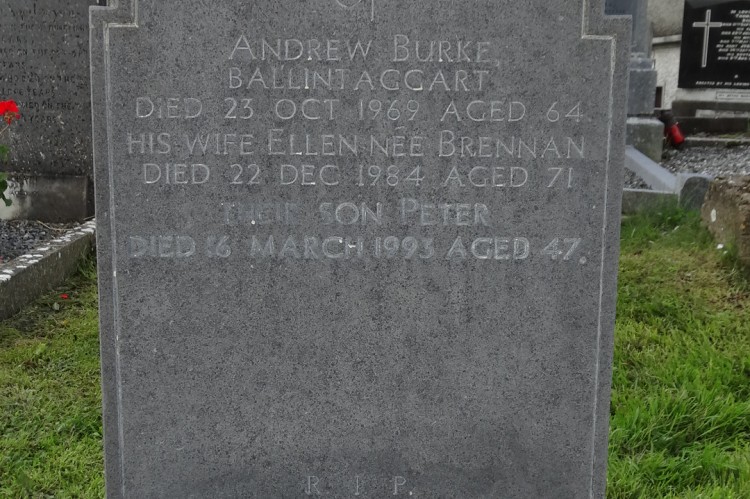 Andrew Burke,
Ballintaggart
Died 23 Oct 1969 Aged 64
His wife Ellen née Brennan
Died 22 Dec 1984 Aged 71
Their son Peter
Died 16 March 1993 Aged 47.
R. I. P.